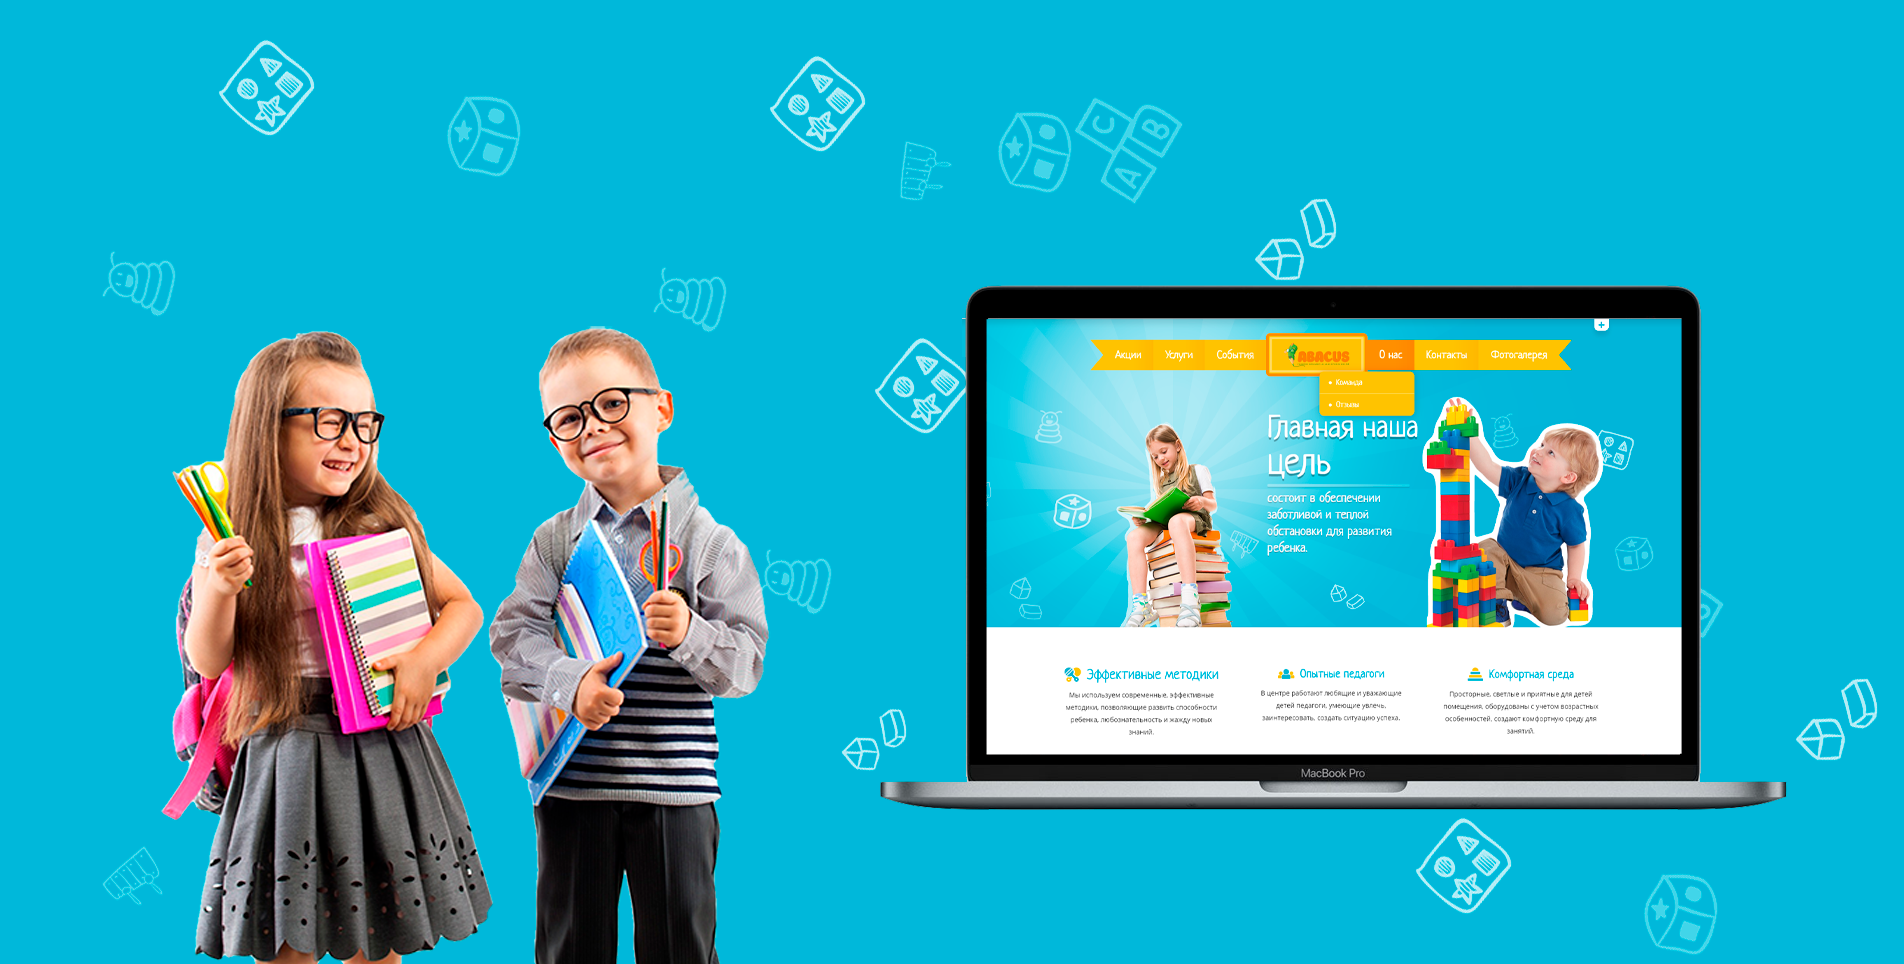 C
B
A
Акции Услуги События ABACUS О нас Контакты Фотогалерея
• Команда
• Отзывы
Главная наша
цель
состоит в обеспечении
заботливой и теплой
обстановки для развития
ребенка.
Эффективные методики
Мы используем современные, эффективные
методики, позволяющие развить способности
ребенка, любознательность и жажду новых
знаний.
Опытные педагоги
В центре работают любящие и уважающие
детей педагоги, умеющие увлечь,
заинтересовать, создать ситуацию успеха.
Комфортная среда
Просторные, светлые и приятные для детей
помещения, оборудованы с учетом возрастных
особенностей, создают комфортную среду для
занятий.
MacBook Pro